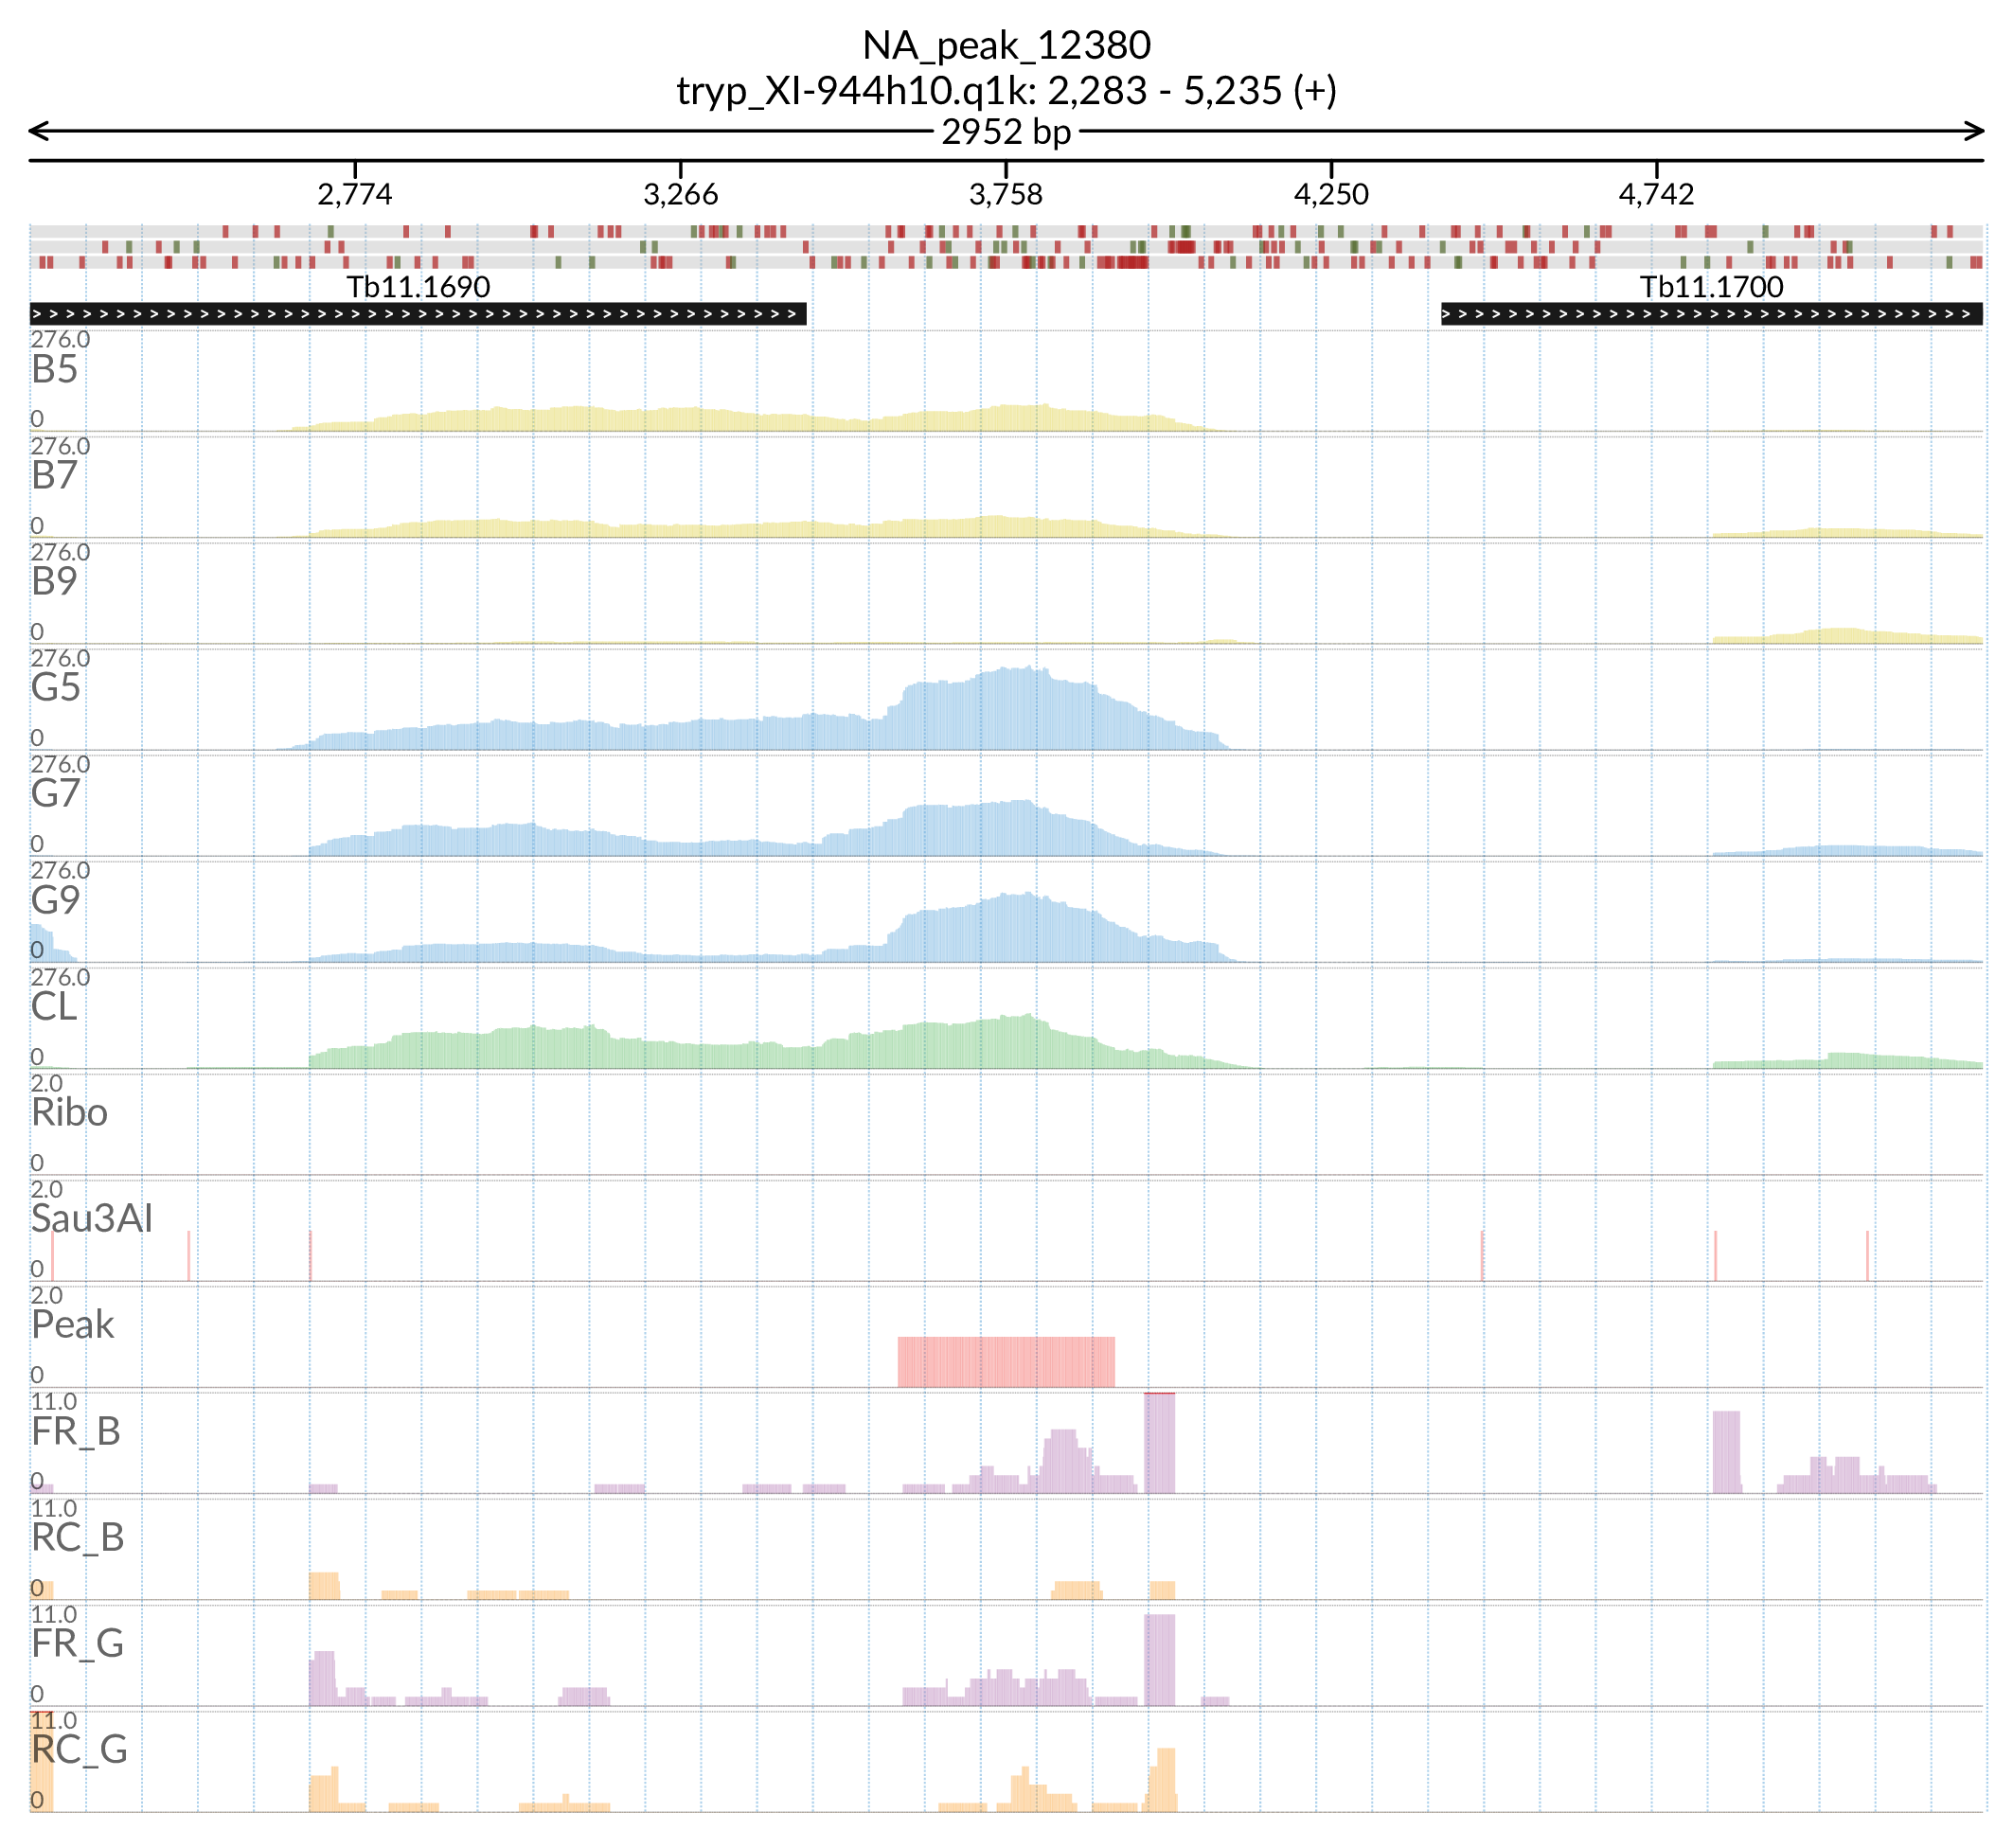 NA_peak_12380
tryp_XI-944h10.q1k: 2,283 - 5,235 (+)
2952 bp
2,774 3,266 3,758 4,250 4,742
Tb11.1690 Tb11.1700
276.0
B5
0
276.0
B7
0
276.0
B9
0
276.0
G5
0
276.0
G7
0
276.0
G9
0
276.0
CL
0
2.0
Ribo
0
2.0
Sau3AI
0
2.0
Peak
0
11.0
FR_B
0
11.0
RC_B
0
11.0
FR_G
0
11.0
RC_G
0